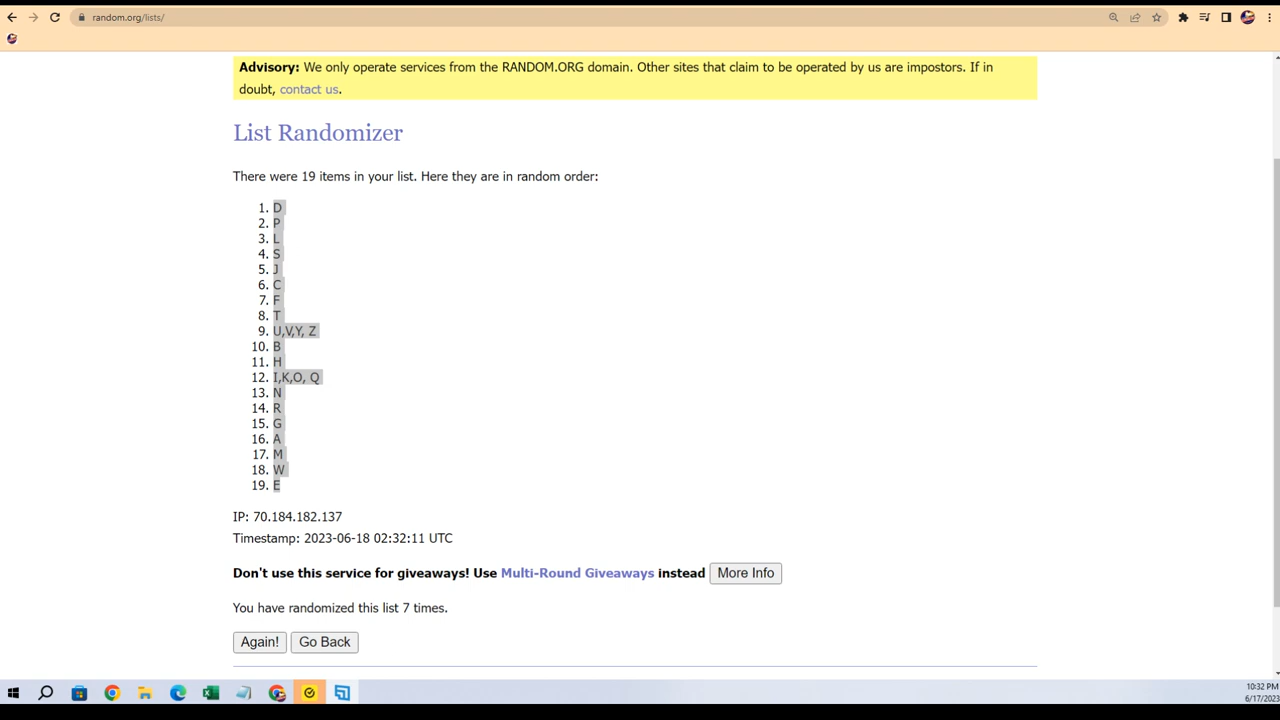 random.org/lists/
Advisory: We only operate services from the RANDOM.ORG domain. Other sites that claim to be operated by us are impostors. If in
doubt, contact us.
List Randomizer
There were 19 items in your list. Here they are in random order:
1. D
2. P
3. L
4. S
5. J
6. C
7. F
8. T
9. U,V,Y, Z
10. B
11. H
12. I,K,O, Q
13. N
14. R
15. G
16. A
17. M
18. W
19. E
IP: 70.184.182.137
Timestamp: 2023-06-18 02:32:11 UTC
Don't use this service for giveaways! Use Multi-Round Giveaways instead More Info
You have randomized this list 7 times.
Again! Go Back
10:32 PM
6/17/2023